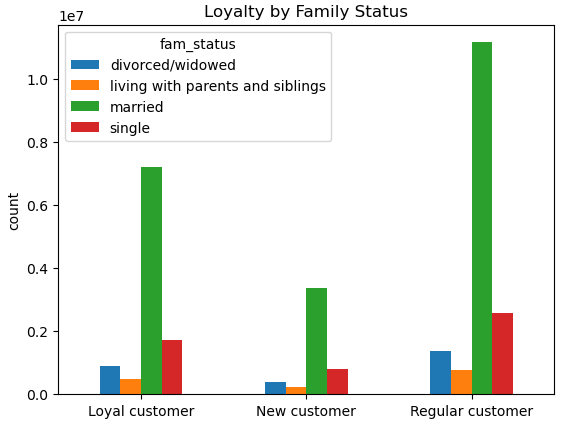 Loyalty by Family Status
1e7
fam_status
divorced/widowed
living with parents and siblings
married
single
1.0
0.8
0.6
0.4
0.2
0.0
count
Loyal customer
New customer
Regular customer